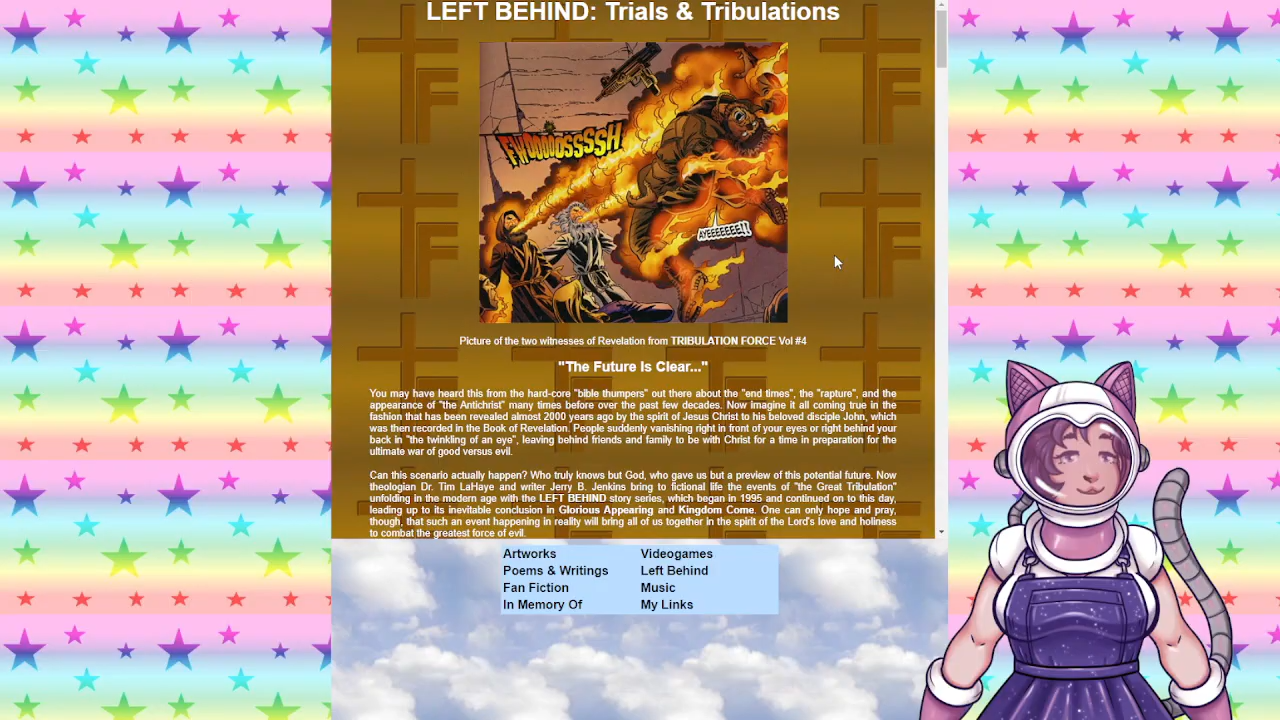 LEFT BEHIND: Trials & Tribulations
FWOOOOSSSSH
AYEEEEEEE!!
Picture of the two witnesses of Revelation from TRIBULATION FORCE Vol #4
"The Future Is Clear..."
You may have heard this from the hard-core "bible thumpers" out there about the "end times", the "rapture", and the
appearance of "the Antichrist" many times before over the past few decades. Now imagine it all coming true in the
fashion that has been revealed almost 2000 years ago by the spirit of Jesus Christ to his beloved disciple John, which
was then recorded in the Book of Revelation. People suddenly vanishing right in front of your eyes or right behind your
back in "the twinkling of an eye", leaving behind friends and family to be with Christ for a time in preparation for the
ultimate war of good versus evil.
Can this scenario actually happen? Who truly knows but God, who gave us but a preview of this potential future. Now
theologian Dr. Tim LaHaye and writer Jerry B. Jenkins bring to fictional life the events of "the Great Tribulation"
unfolding in the modern age with the LEFT BEHIND story series, which began in 1995 and continued on to this day,
leading up to its inevitable conclusion in Glorious Appearing and Kingdom Come. One can only hope and pray,
though, that such an event happening in reality will bring all of us together in the spirit of the Lord's love and holiness
to combat the greatest force of evil.
Artworks Videogames
Poems & Writings Left Behind
Fan Fiction Music
In Memory Of My Links